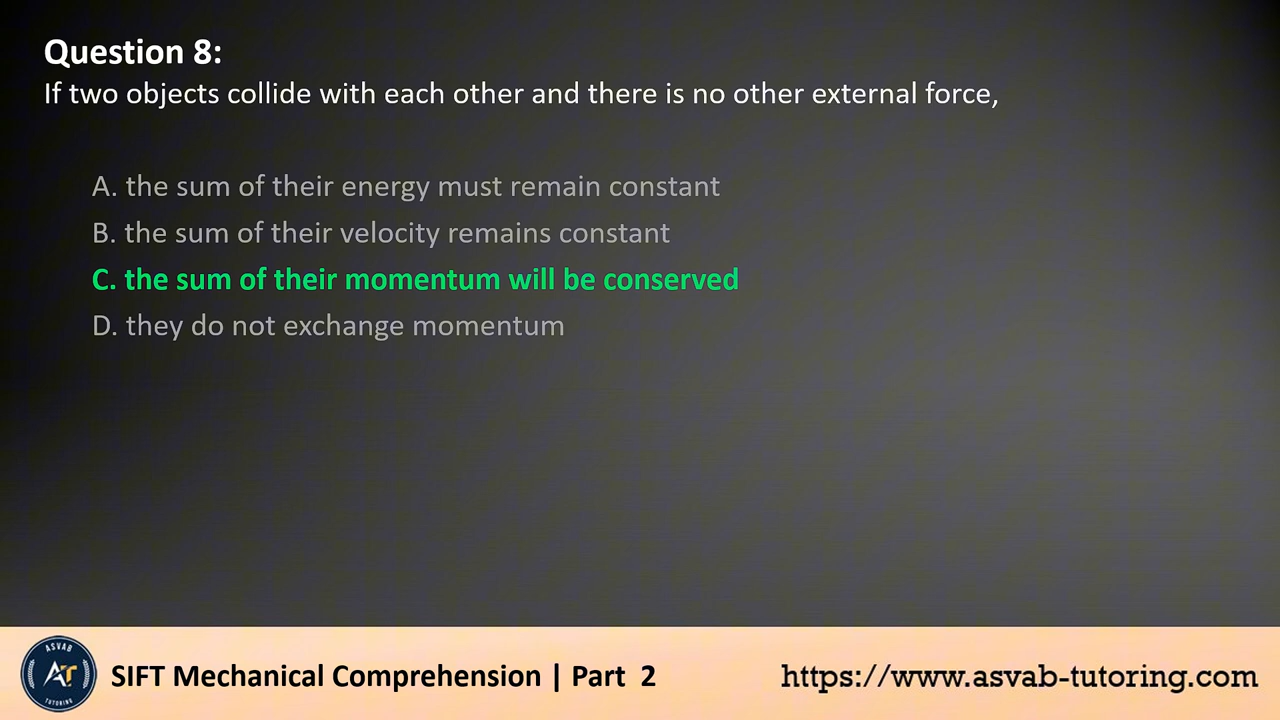 Question 8:
If two objects collide with each other and there is no other external force,
A. the sum of their energy must remain constant
B. the sum of their velocity remains constant
C. the sum of their momentum will be conserved
D. they do not exchange momentum
ASVAB
AT
TUTORING
SIFT Mechanical Comprehension | Part 2
https://www.asvab-tutoring.com